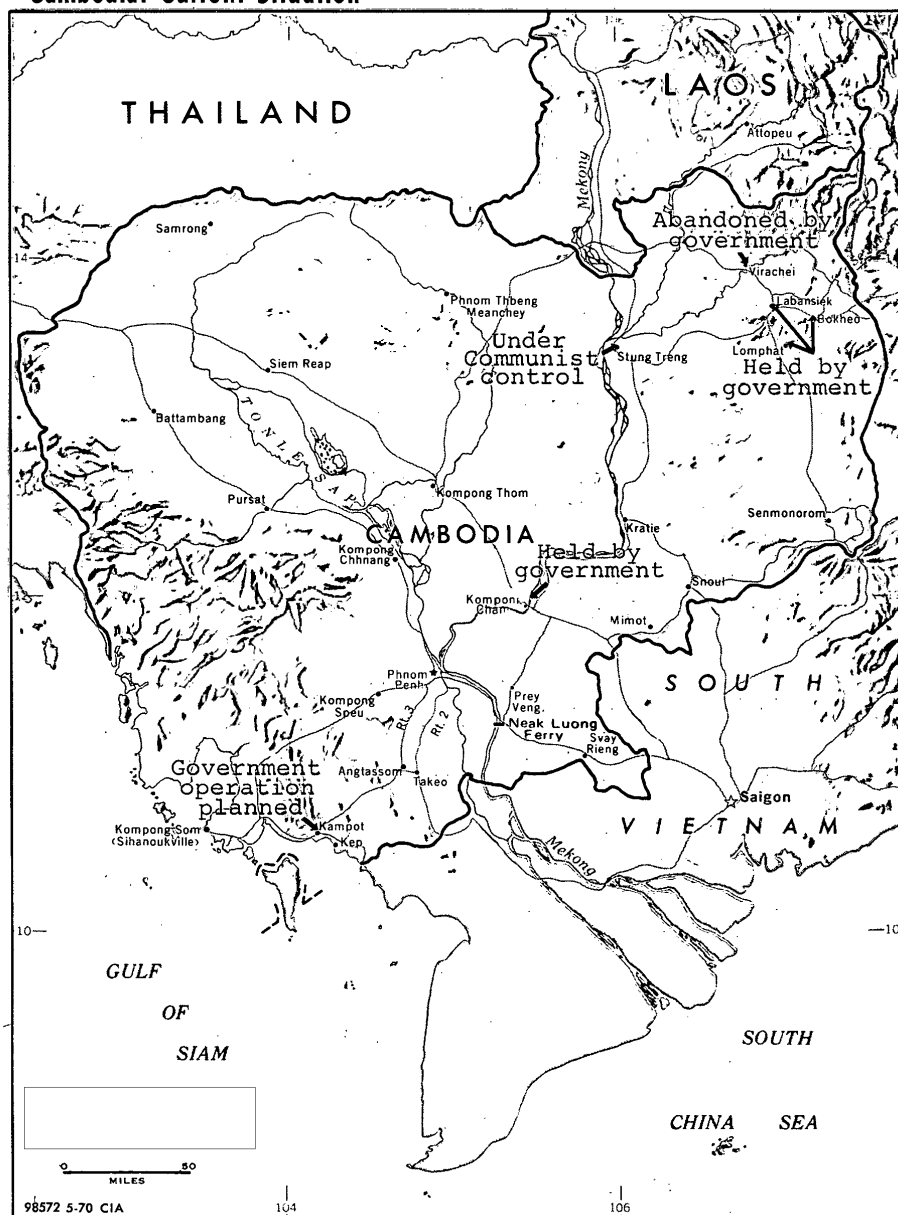 Cambodia: Current Situation
THAILAND
LAOS
Attopeu
Mekong
Samrong
Abandoned by
government
14
Virachei
Phnom Thbeng
Meanchey
Labansiek
Bokheo
Under
Communist
control
Stung Treng
Lomphat
Held by
government
Siem Reap
Battambang
TONLE
SAP
Kompong Thom
Pursat
Senmonorom
CAMBODIA
Kratie
Kompong
Chhnang
Held by
government
Snoul
Kompong
Cham
Mimot
Phnom
Penh
SOUTH
Kompong
Speu
Prey
Veng
Rt. 3
Rt. 2
Neak Luong
Ferry
Svay
Rieng
Angtassom
Takeo
Government
operation
planned
Saigon
Kampot
VIETNAM
Kompong Som
(Sihanoukville)
Kep
Mekong
10
10
GULF
OF
SIAM
SOUTH
CHINA SEA
0 50
MILES
98572 5-70 CIA
104
106